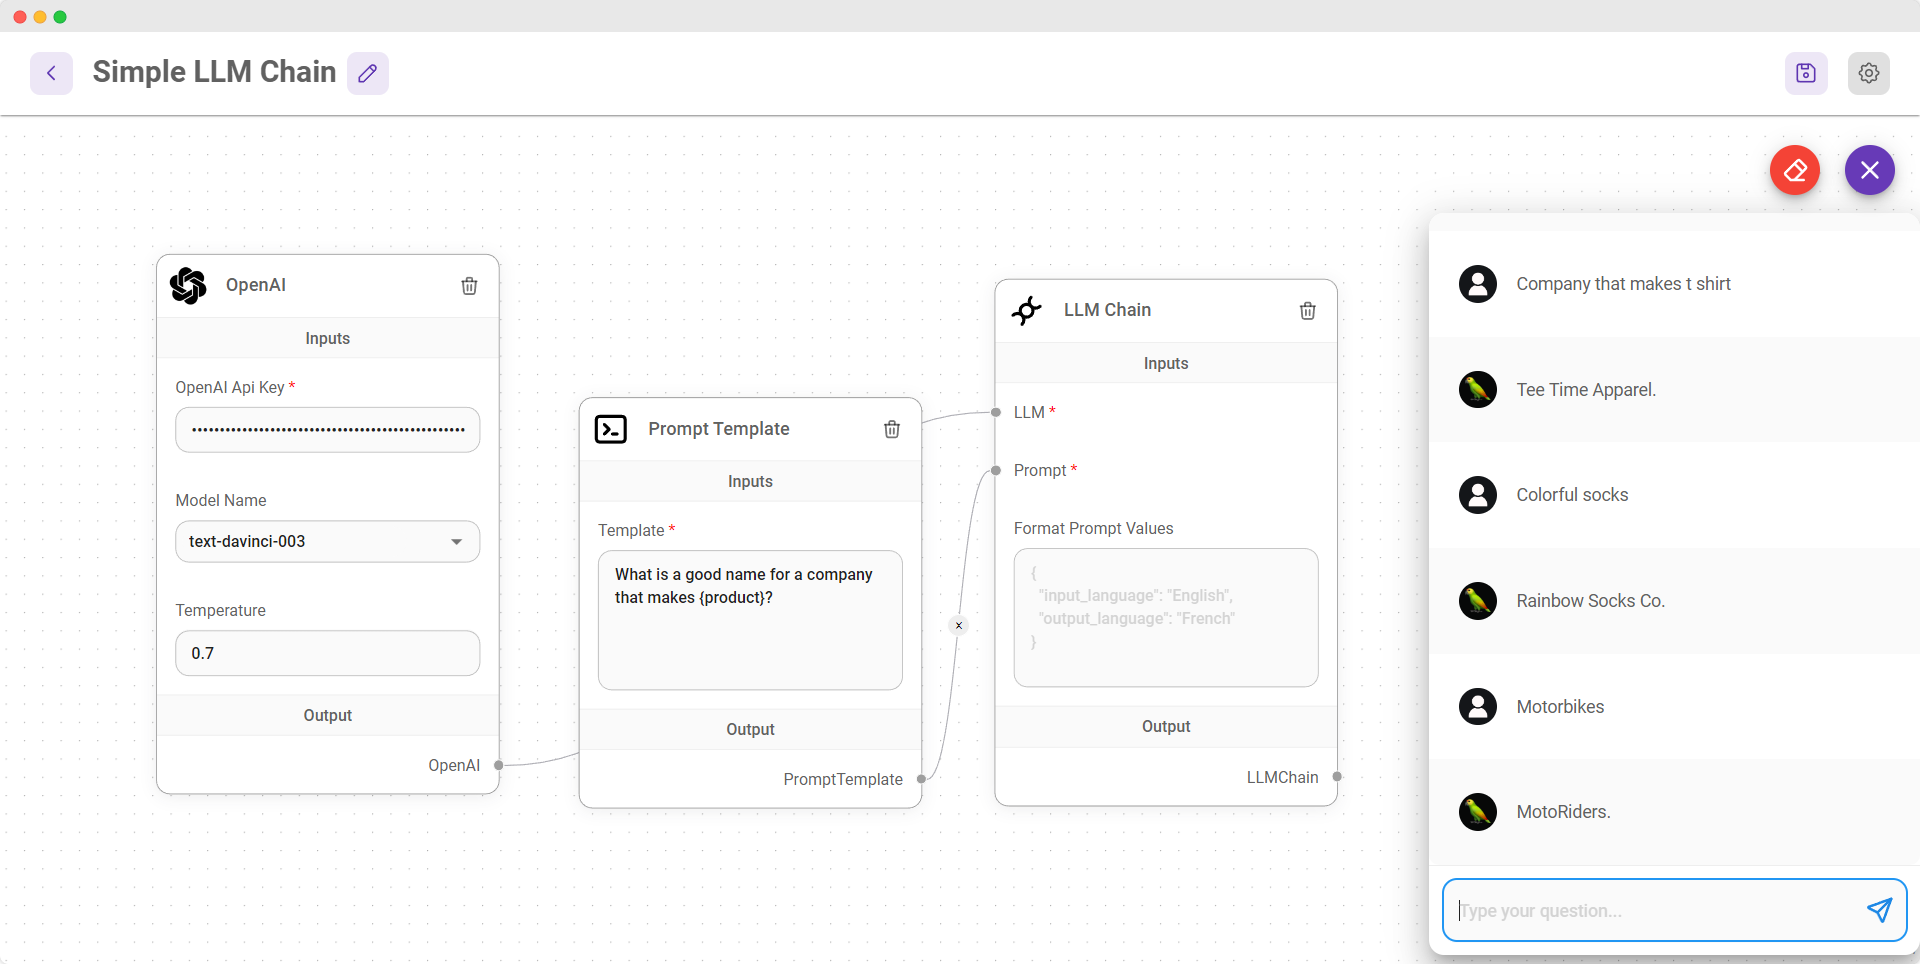 Simple LLM Chain
OpenAI
Inputs
OpenAI Api Key *
••••••••••••••••••••••••••••••••••••••••••••••••
Model Name
text-davinci-003
Temperature
0.7
Output
OpenAI
Prompt Template
Inputs
Template *
What is a good name for a company
that makes {product}?
Output
PromptTemplate
x
LLM Chain
Inputs
LLM *
Prompt *
Format Prompt Values
{
"input_language": "English",
"output_language": "French"
}
Output
LLMChain
Company that makes t shirt
Tee Time Apparel.
Colorful socks
Rainbow Socks Co.
Motorbikes
MotoRiders.
Type your question...